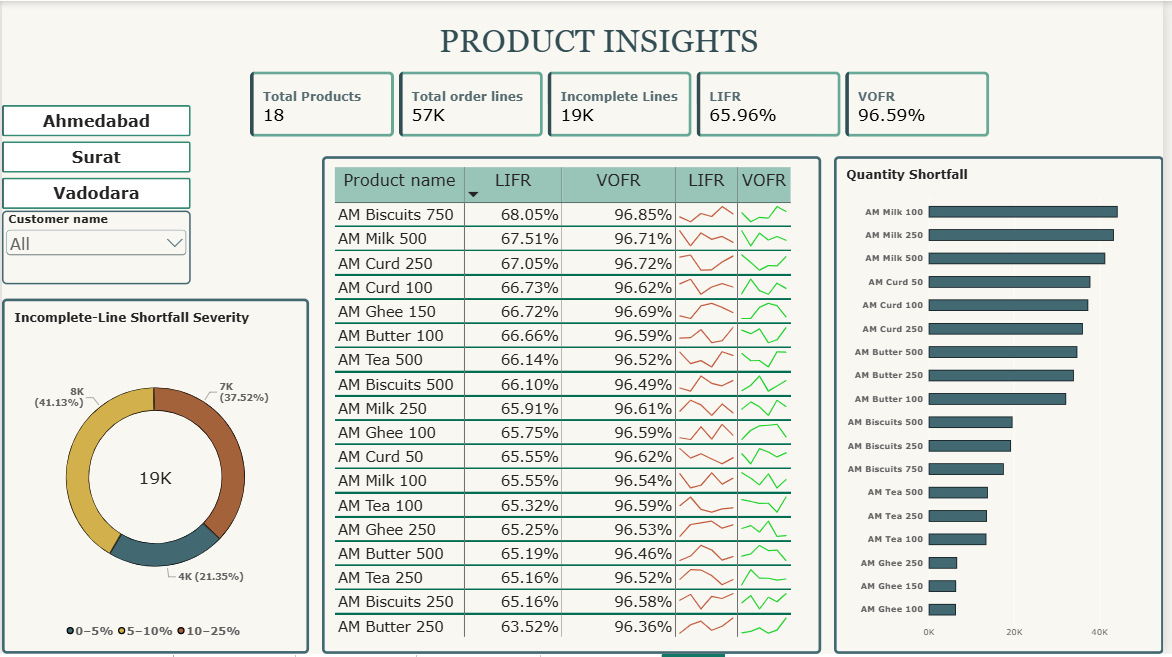 PRODUCT INSIGHTS
Total Products
18
Total order lines
57K
Incomplete Lines
19K
LIFR
65.96%
VOFR
96.59%
Ahmedabad
Surat
Vadodara
Customer name
All
Incomplete-Line Shortfall Severity
8K
(41.13%)
7K
(37.52%)
19K
4K (21.35%)
0–5% 5–10% 10–25%
Product name LIFR VOFR LIFR VOFR
AM Biscuits 750 68.05% 96.85%
AM Milk 500 67.51% 96.71%
AM Curd 250 67.05% 96.72%
AM Curd 100 66.73% 96.62%
AM Ghee 150 66.72% 96.69%
AM Butter 100 66.66% 96.59%
AM Tea 500 66.14% 96.52%
AM Biscuits 500 66.10% 96.49%
AM Milk 250 65.91% 96.61%
AM Ghee 100 65.75% 96.59%
AM Curd 50 65.55% 96.62%
AM Milk 100 65.55% 96.54%
AM Tea 100 65.32% 96.59%
AM Ghee 250 65.25% 96.53%
AM Butter 500 65.19% 96.46%
AM Tea 250 65.16% 96.52%
AM Biscuits 250 65.16% 96.58%
AM Butter 250 63.52% 96.36%
Quantity Shortfall
AM Milk 100
AM Milk 250
AM Milk 500
AM Curd 50
AM Curd 100
AM Curd 250
AM Butter 500
AM Butter 250
AM Butter 100
AM Biscuits 500
AM Biscuits 250
AM Biscuits 750
AM Tea 500
AM Tea 250
AM Tea 100
AM Ghee 250
AM Ghee 150
AM Ghee 100
0K 20K 40K